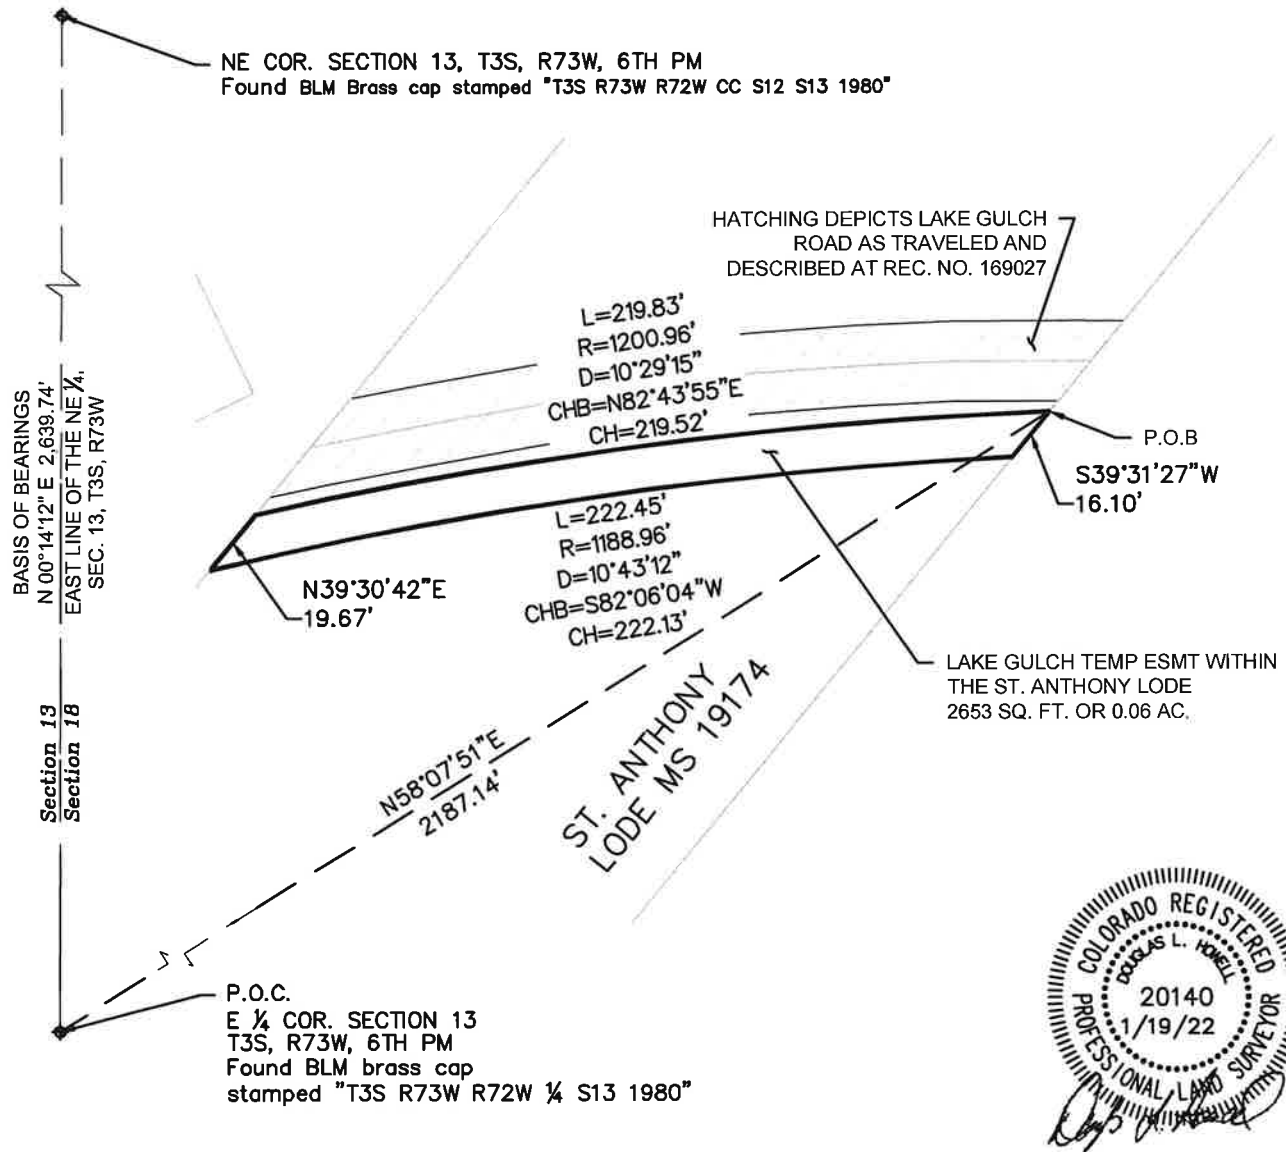 NE COR. SECTION 13, T3S, R73W, 6TH PM
Found BLM Brass cap stamped "T3S R73W R72W CC S12 S13 1980"
HATCHING DEPICTS LAKE GULCH
ROAD AS TRAVELED AND
DESCRIBED AT REC. NO. 169027
L=219.83'
R=1200.96'
D=10°29'15"
CHB=N82°43'55"E
CH=219.52'
BASIS OF BEARINGS
N 00°14'12" E 2,639.74'
EAST LINE OF THE NE ¼,
SEC. 13, T3S, R73W
P.O.B
S39°31'27"W
16.10'
L=222.45'
R=1188.96'
D=10°43'12"
CHB=S82°06'04"W
CH=222.13'
N39°30'42"E
19.67'
LAKE GULCH TEMP ESMT WITHIN
THE ST. ANTHONY LODE
2653 SQ. FT. OR 0.06 AC.
ST. ANTHONY
LODE MS 19174
Section 13
Section 18
N58°07'51"E
2187.14'
P.O.C.
E ¼ COR. SECTION 13
T3S, R73W, 6TH PM
Found BLM brass cap
stamped "T3S R73W R72W ¼ S13 1980"
COLORADO REGISTERED
DOUGLAS L. HOWELL
20140
1/19/22
PROFESSIONAL LAND SURVEYOR